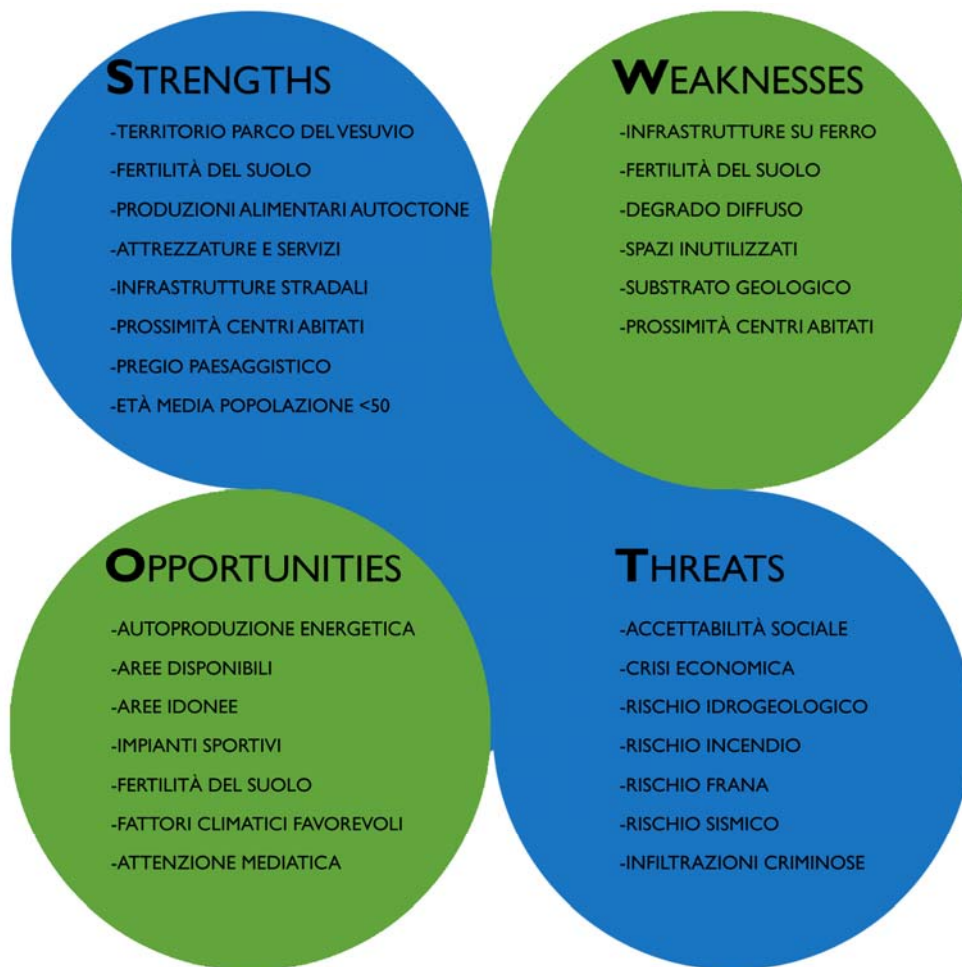 STRENGTHS
-TERRITORIO PARCO DEL VESUVIO
-FERTILITÀ DEL SUOLO
-PRODUZIONI ALIMENTARI AUTOCTONE
-ATTREZZATURE E SERVIZI
-INFRASTRUTTURE STRADALI
-PROSSIMITÀ CENTRI ABITATI
-PREGIO PAESAGGISTICO
-ETÀ MEDIA POPOLAZIONE <50
WEAKNESSES
-INFRASTRUTTURE SU FERRO
-FERTILITÀ DEL SUOLO
-DEGRADO DIFFUSO
-SPAZI INUTILIZZATI
-SUBSTRATO GEOLOGICO
-PROSSIMITÀ CENTRI ABITATI
OPPORTUNITIES
-AUTOPRODUZIONE ENERGETICA
-AREE DISPONIBILI
-AREE IDONEE
-IMPIANTI SPORTIVI
-FERTILITÀ DEL SUOLO
-FATTORI CLIMATICI FAVOREVOLI
-ATTENZIONE MEDIATICA
THREATS
-ACCETTABILITÀ SOCIALE
-CRISI ECONOMICA
-RISCHIO IDROGEOLOGICO
-RISCHIO INCENDIO
-RISCHIO FRANA
-RISCHIO SISMICO
-INFILTRAZIONI CRIMINOSE